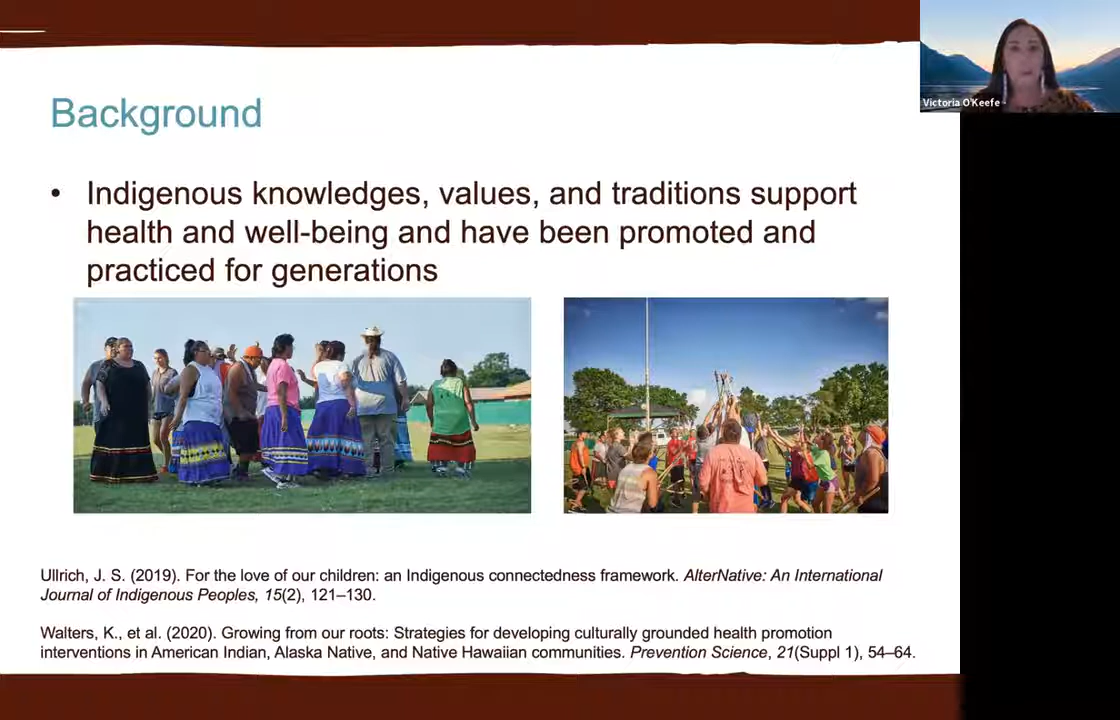 Victoria O'Keefe
Background
• Indigenous knowledges, values, and traditions support
health and well-being and have been promoted and
practiced for generations
Ullrich, J. S. (2019). For the love of our children: an Indigenous connectedness framework. AlterNative: An International
Journal of Indigenous Peoples, 15(2), 121–130.
Walters, K., et al. (2020). Growing from our roots: Strategies for developing culturally grounded health promotion
interventions in American Indian, Alaska Native, and Native Hawaiian communities. Prevention Science, 21(Suppl 1), 54–64.